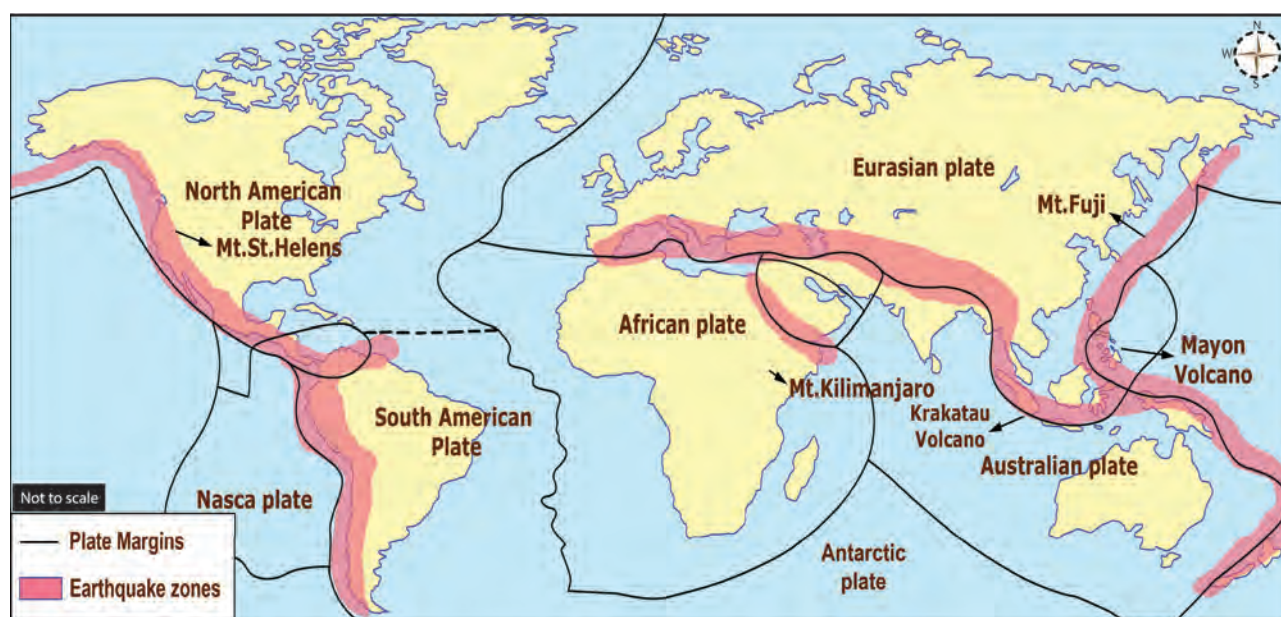 N
W
S
Eurasian plate
North American
Plate
Mt.St.Helens
Mt.Fuji
African plate
Mayon
Volcano
Mt.Kilimanjaro
Krakatau
Volcano
South American
Plate
Australian plate
Nasca plate
Not to scale
Plate Margins
Earthquake zones
Antarctic
plate